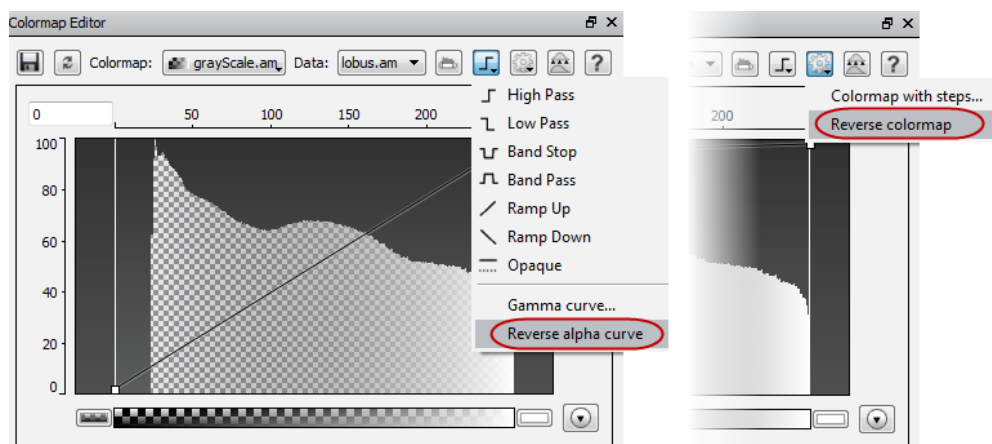 Colormap Editor
Colormap: grayScale.am Data: lobus.am ?
0
50 100 150 200
100
80
60
40
20
0
High Pass
Low Pass
Band Stop
Band Pass
Ramp Up
Ramp Down
Opaque
Gamma curve...
Reverse alpha curve
?
200
Colormap with steps...
Reverse colormap